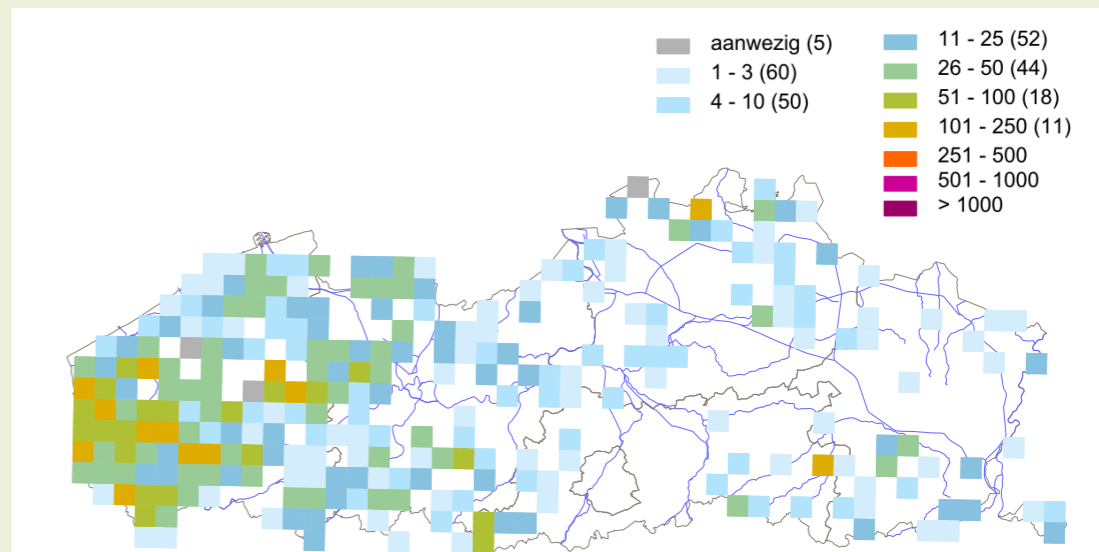 aanwezig (5)
1 - 3 (60)
4 - 10 (50)
11 - 25 (52)
26 - 50 (44)
51 - 100 (18)
101 - 250 (11)
251 - 500
501 - 1000
> 1000